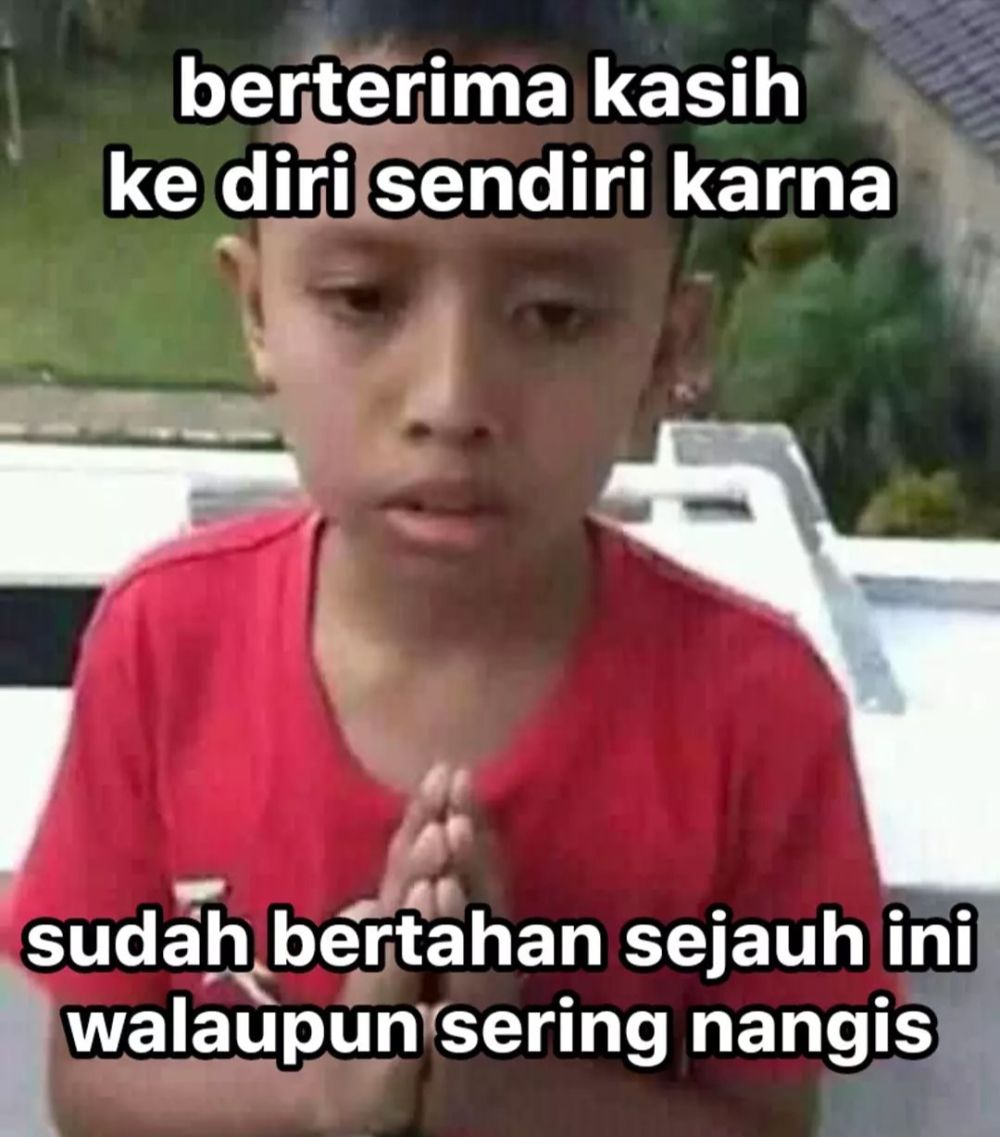 berterima kasih
ke diri sendiri karna
sudah bertahan sejauh ini
walaupun sering nangis